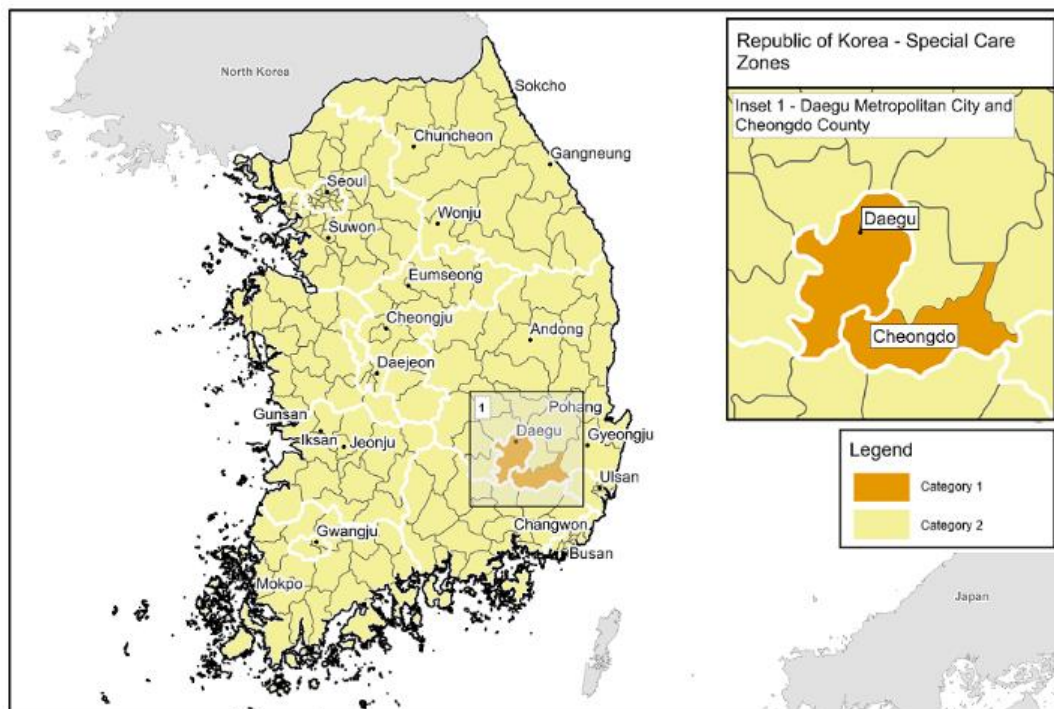 North Korea
Sokcho
Chuncheon
Gangneung
Seoul
Wonju
Suwon
Eumseong
Cheongju
Andong
Daejeon
1
Pohang
Gunsan
Daegu
Gyeongju
Iksan
Jeonju
Ulsan
Changwon
Gwangju
Busan
Mokpo
Japan
Republic of Korea - Special Care
Zones
Inset 1 - Daegu Metropolitan City and
Cheongdo County
Daegu
Cheongdo
Legend
Category 1
Category 2